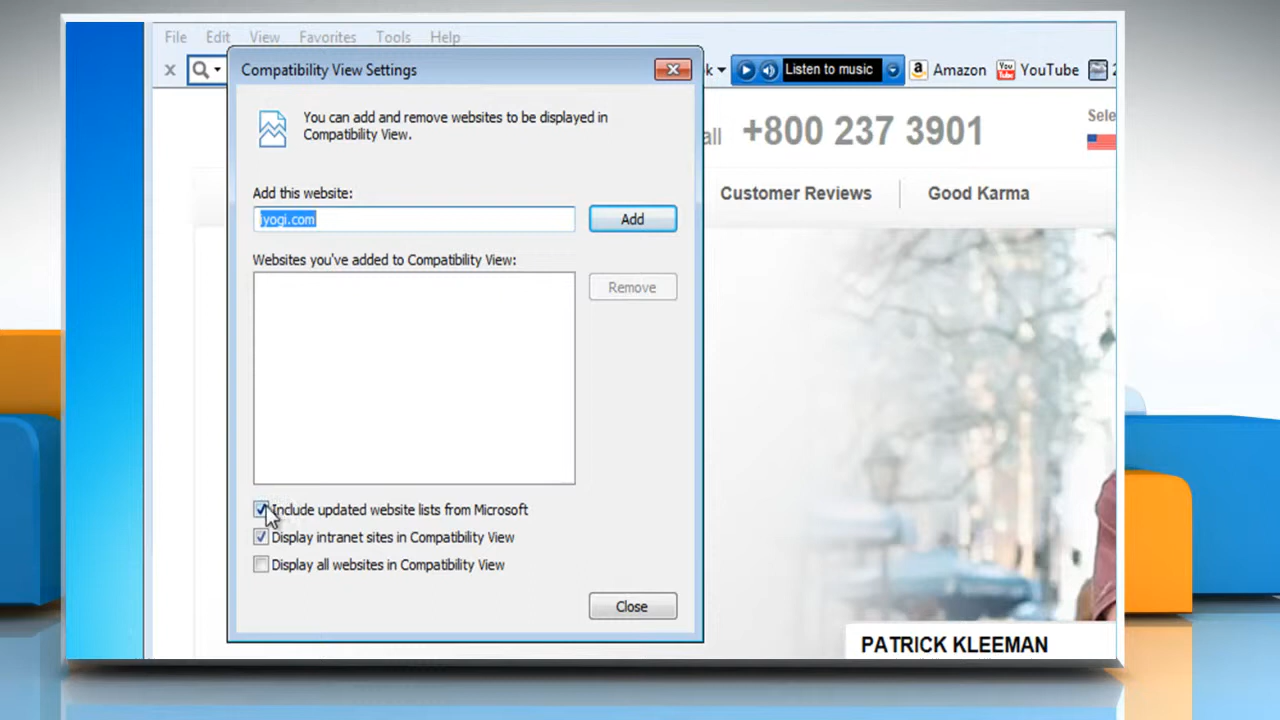 File Edit View Favorites Tools Help
Compatibility View Settings
Listen to music
Amazon
YouTube
You can add and remove websites to be displayed in
Compatibility View.
+800 237 3901
Add this website:
iyogi.com
Add
Customer Reviews
Good Karma
Websites you've added to Compatibility View:
Remove
Include updated website lists from Microsoft
Display intranet sites in Compatibility View
Display all websites in Compatibility View
Close
PATRICK KLEEMAN